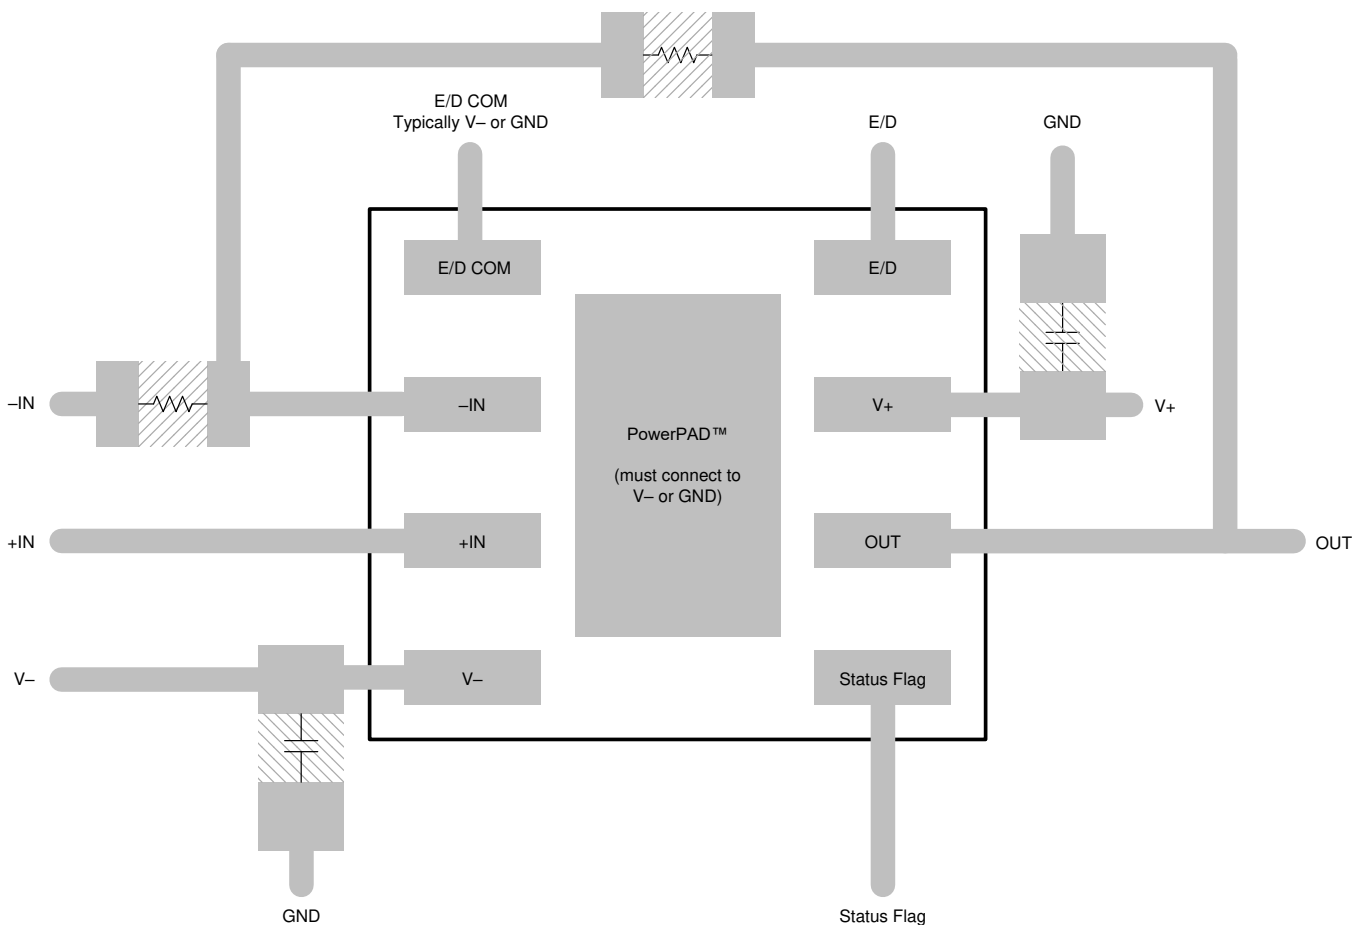 E/D COM
Typically V– or GND
E/D
GND
E/D COM
E/D
–IN
–IN
V+
V+
PowerPAD™
(must connect to
V– or GND)
+IN
+IN
OUT
OUT
V–
V–
Status Flag
GND
Status Flag